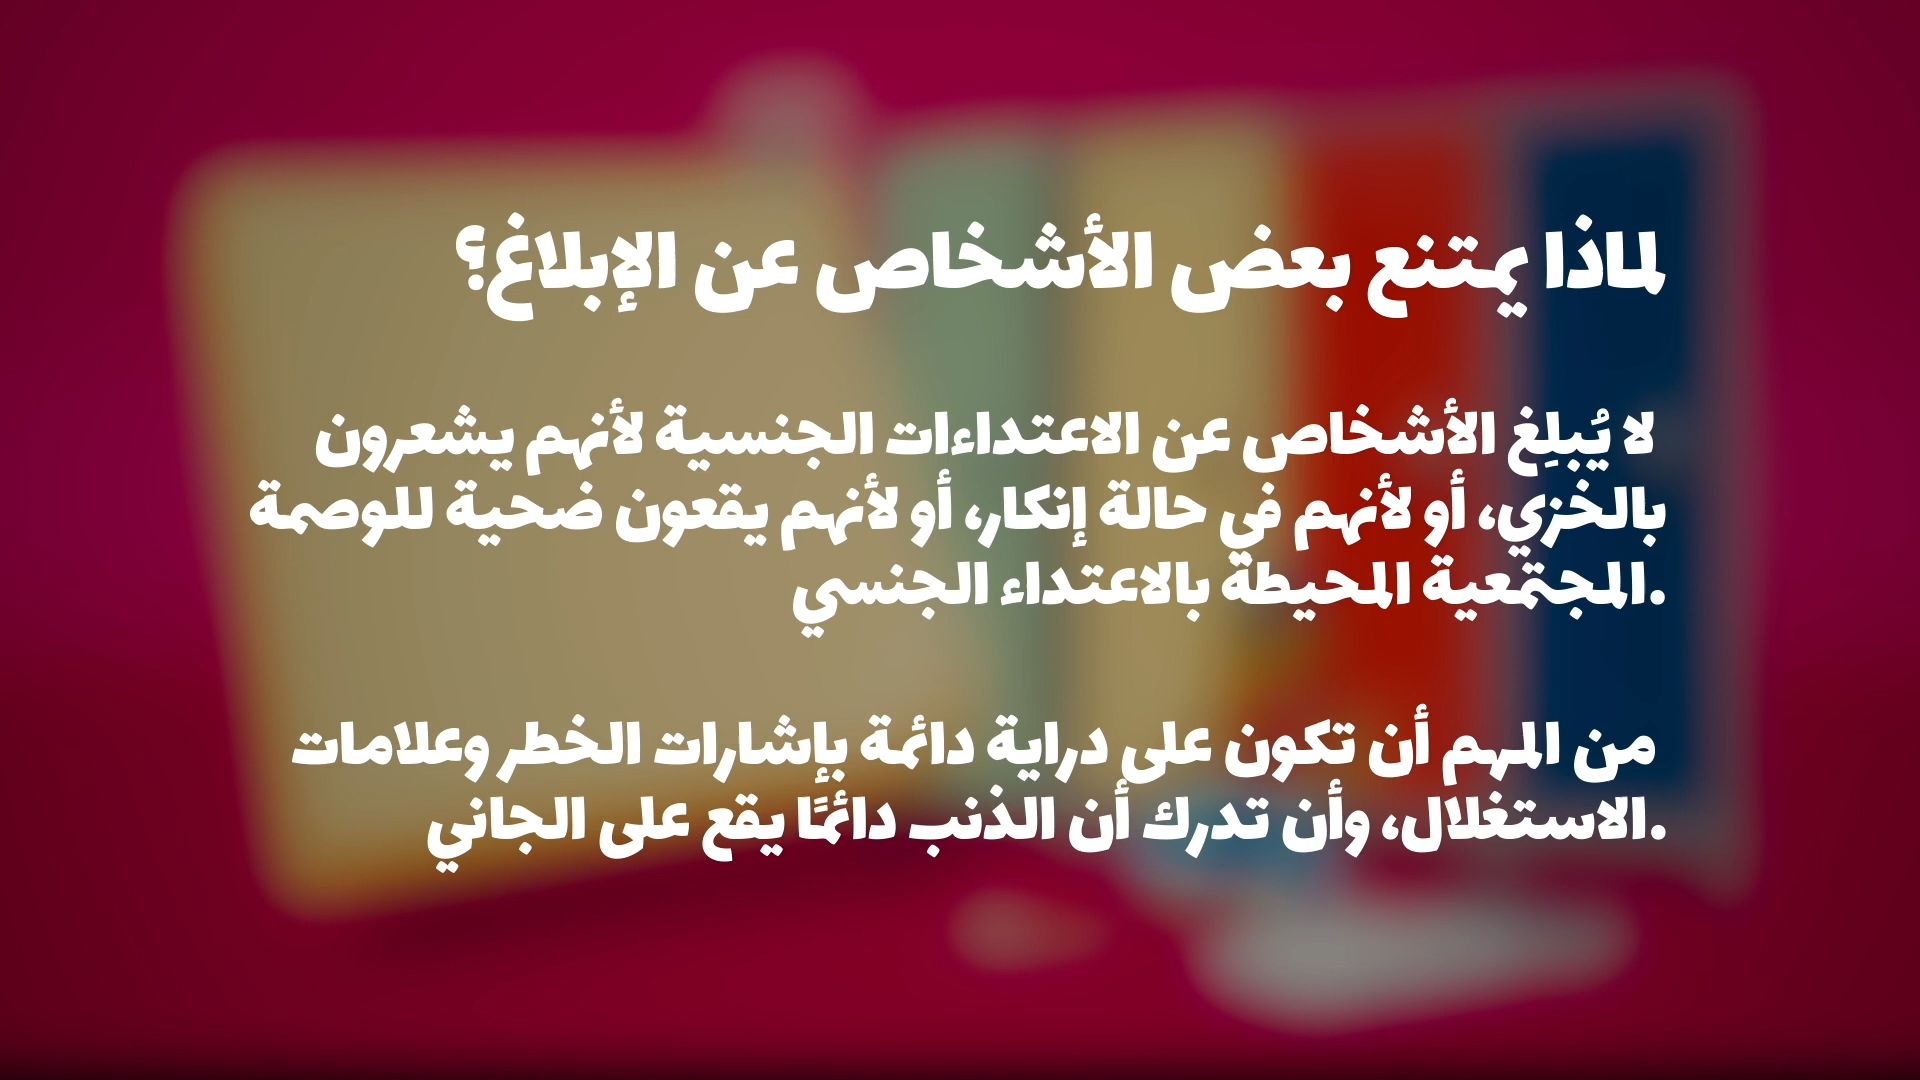 لماذا يمتنع بعض الأشخاص عن الإبلاغ؟
لا يُبلِغ الأشخاص عن الاعتداءات الجنسية لأنهم يشعرون
بالخزي، أو لأنهم في حالة إنكار، أو لأنهم يقعون ضحية للوصمة
.المجتمعية المحيطة بالاعتداء الجنسي
من المهم أن تكون على دراية دائمة بإشارات الخطر وعلامات
.الاستغلال، وأن تدرك أن الذنب دائمًا يقع على الجاني